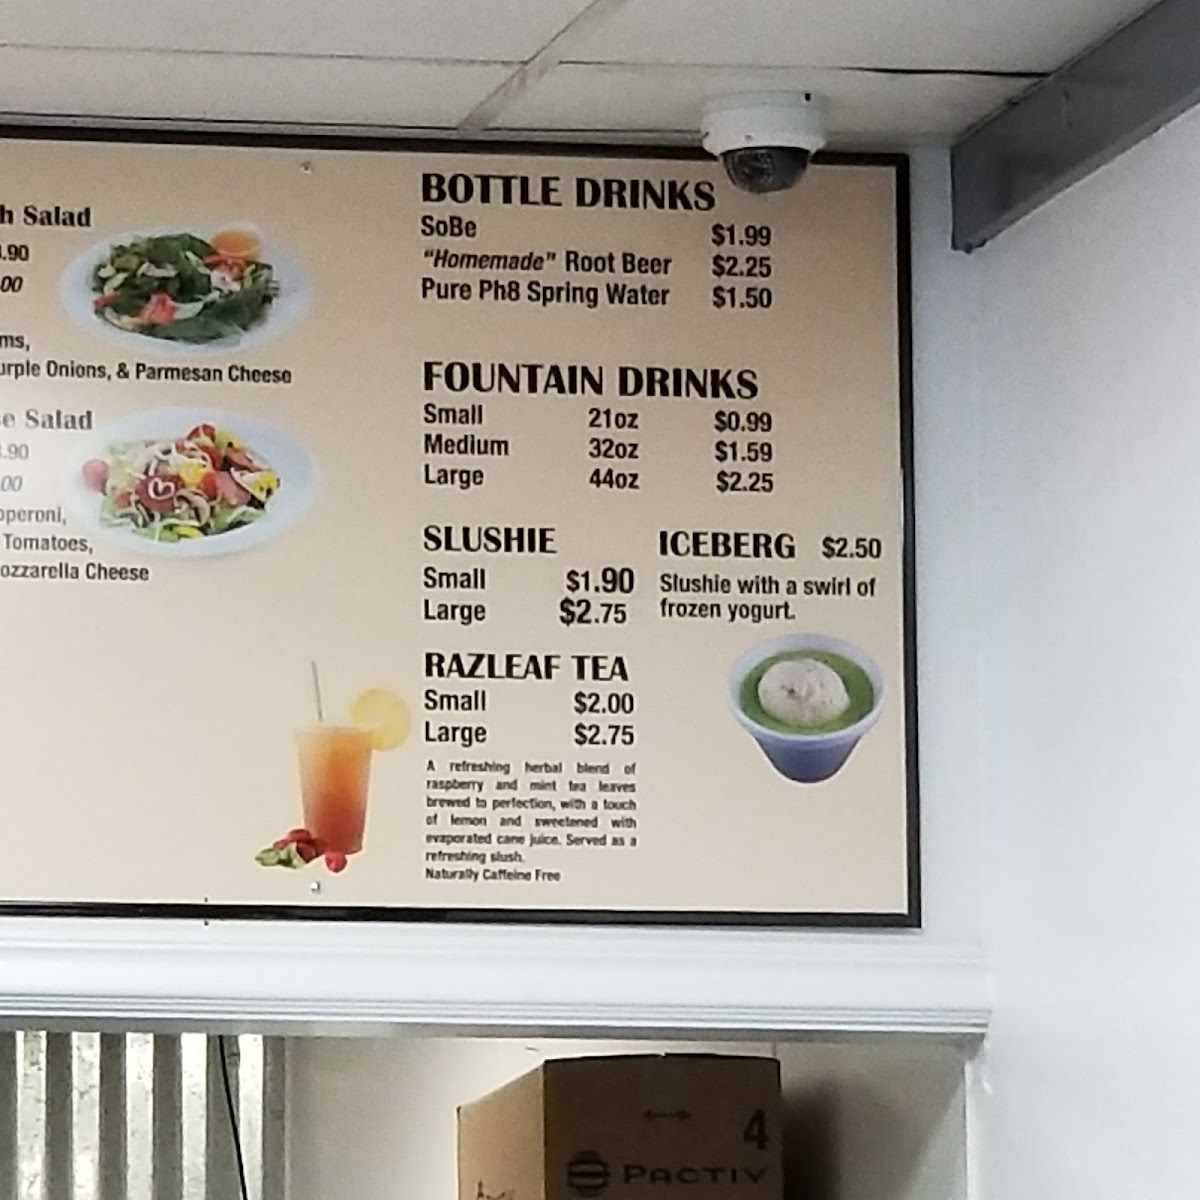 h Salad
.90
.00
ms,
urple Onions, & Parmesan Cheese
e Salad
.90
.00
pperoni,
Tomatoes,
ozzarella Cheese
BOTTLE DRINKS
SoBe $1.99
"Homemade" Root Beer $2.25
Pure Ph8 Spring Water $1.50
FOUNTAIN DRINKS
Small 21oz $0.99
Medium 32oz $1.59
Large 44oz $2.25
SLUSHIE
Small $1.90
Large $2.75
ICEBERG $2.50
Slushie with a swirl of
frozen yogurt.
RAZLEAF TEA
Small $2.00
Large $2.75
A refreshing herbal blend of
raspberry and mint tea leaves
brewed to perfection, with a touch
of lemon and sweetened with
evaporated cane juice. Served as a
refreshing slush.
Naturally Caffeine Free
4
PACTIV